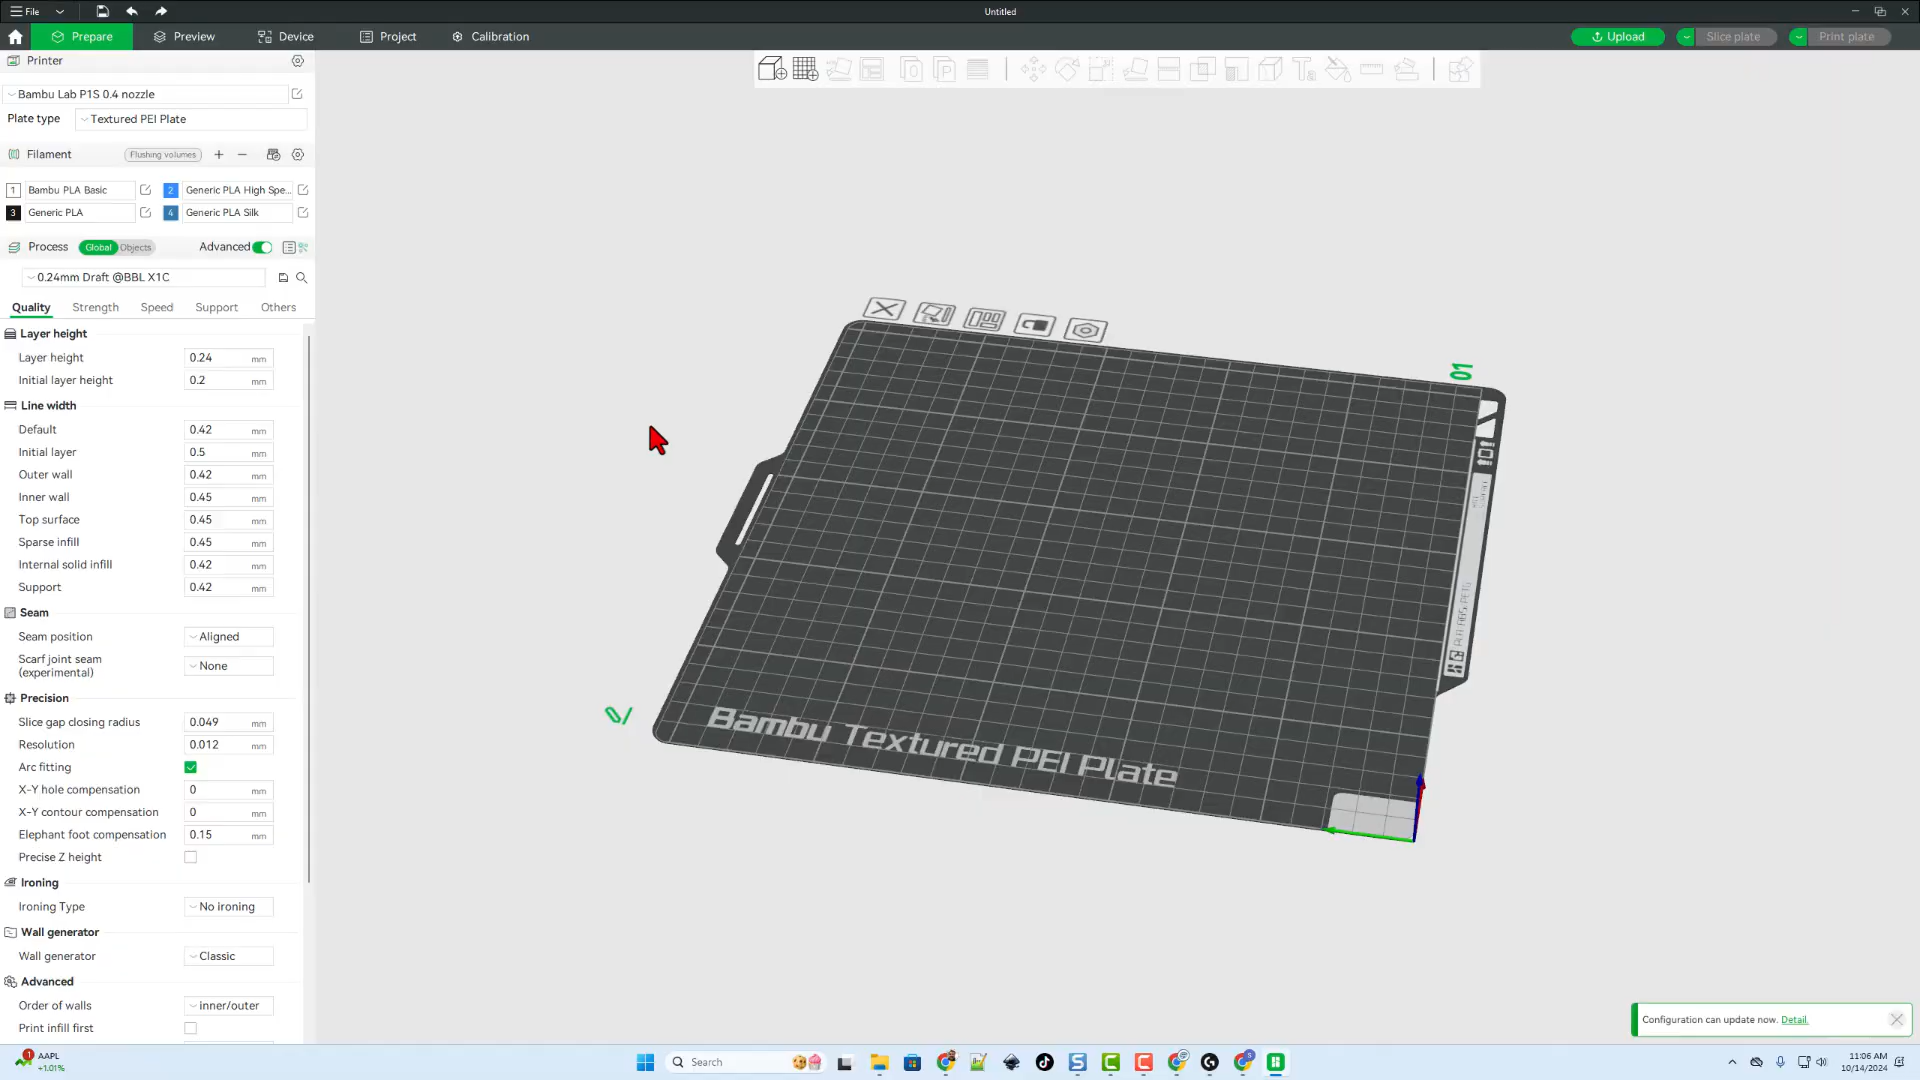 File
Untitled
Prepare
Preview
Device
Project
Calibration
Upload
Slice plate
Print plate
Printer
Bambu Lab P1S 0.4 nozzle
Plate type
Textured PEI Plate
Filament
Flushing volumes
1 Bambu PLA Basic
2 Generic PLA High Spe...
3 Generic PLA
4 Generic PLA Silk
Process
Global
Objects
Advanced
0.24mm Draft @BBL X1C
Quality
Strength
Speed
Support
Others
Layer height
Layer height 0.24 mm
Initial layer height 0.2 mm
Line width
Default 0.42 mm
Initial layer 0.5 mm
Outer wall 0.42 mm
Inner wall 0.45 mm
Top surface 0.45 mm
Sparse infill 0.45 mm
Internal solid infill 0.42 mm
Support 0.42 mm
Seam
Seam position Aligned
Scarf joint seam
(experimental) None
Precision
Slice gap closing radius 0.049 mm
Resolution 0.012 mm
Arc fitting
X-Y hole compensation 0 mm
X-Y contour compensation 0 mm
Elephant foot compensation 0.15 mm
Precise Z height
Ironing
Ironing Type No ironing
Wall generator
Wall generator Classic
Advanced
Order of walls inner/outer
Print infill first
01
Bambu Textured PEI Plate
Configuration can update now. Detail.
1
AAPL
+1.01%
Search
11:06 AM
10/14/2024